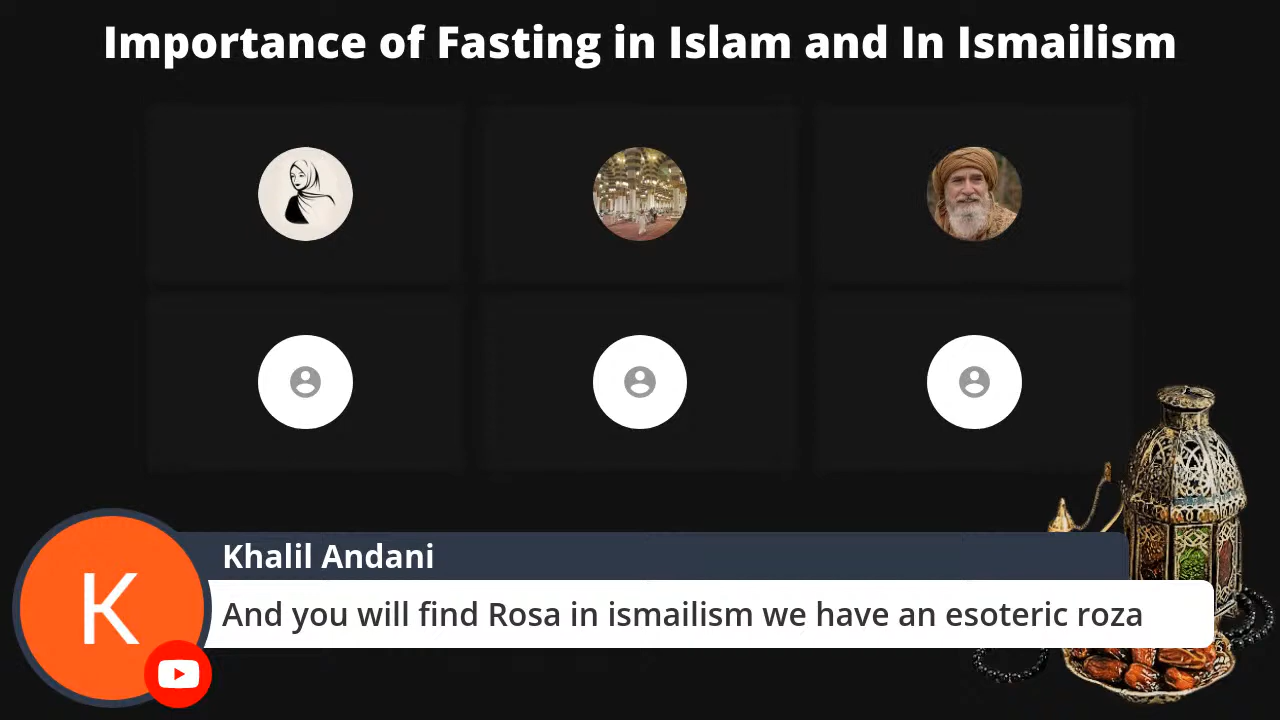 Importance of Fasting in Islam and In Ismailism
K
Khalil Andani
And you will find Rosa in ismailism we have an esoteric roza